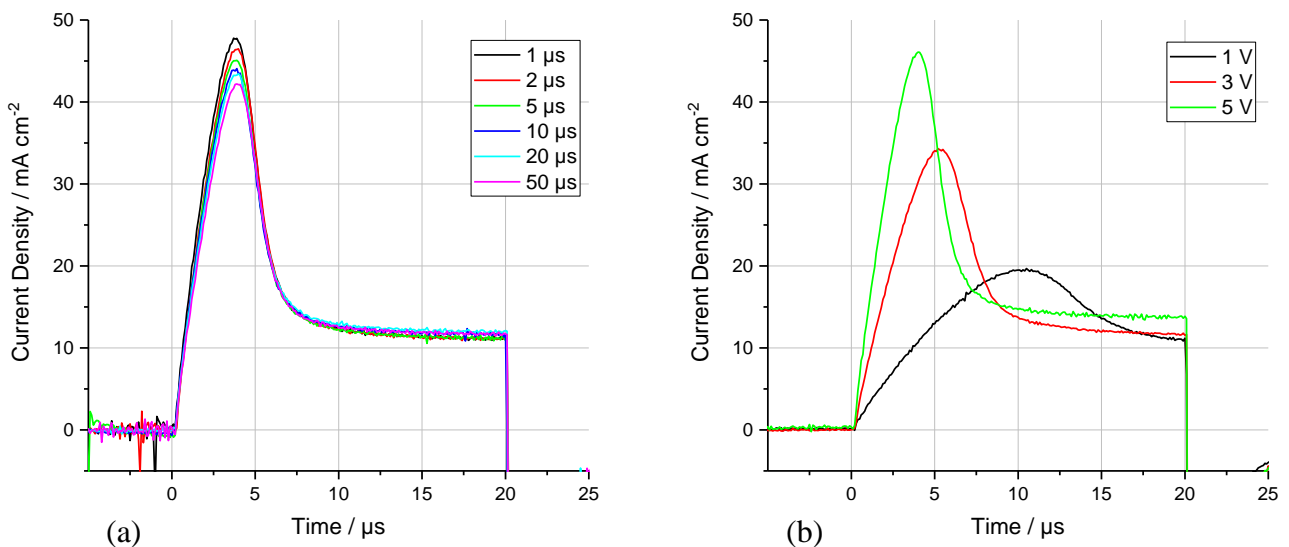 50
40
30
20
10
0
Current Density / mA cm⁻²
0 5 10 15 20 25
Time / µs
1 µs
2 µs
5 µs
10 µs
20 µs
50 µs
(a)
50
40
30
20
10
0
Current Density / mA cm⁻²
0 5 10 15 20 25
Time / µs
1 V
3 V
5 V
(b)